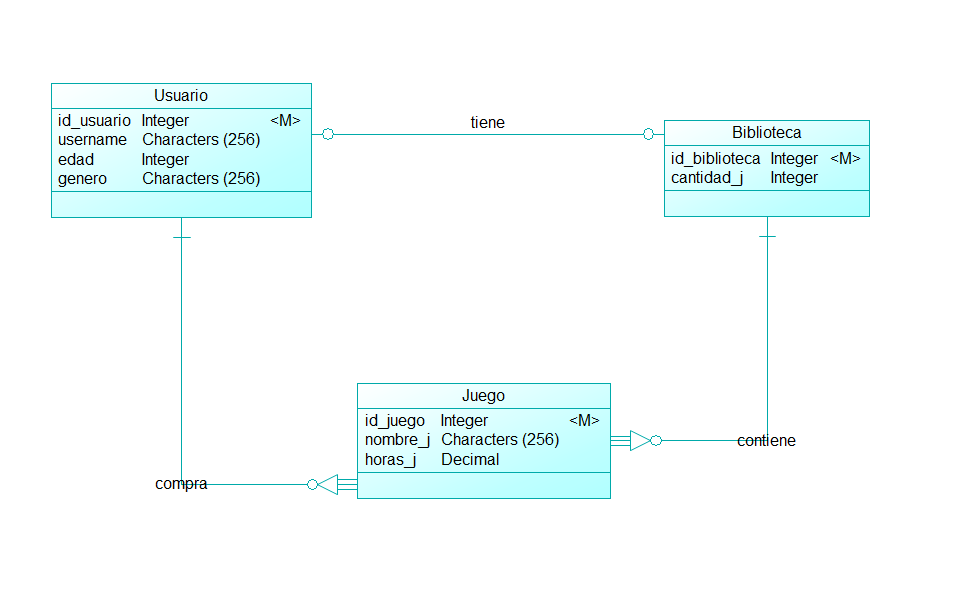 Usuario
id_usuario Integer <M>
username Characters (256)
edad Integer
genero Characters (256)
tiene
Biblioteca
id_biblioteca Integer <M>
cantidad_j Integer
Juego
id_juego Integer <M>
nombre_j Characters (256)
horas_j Decimal
contiene
compra